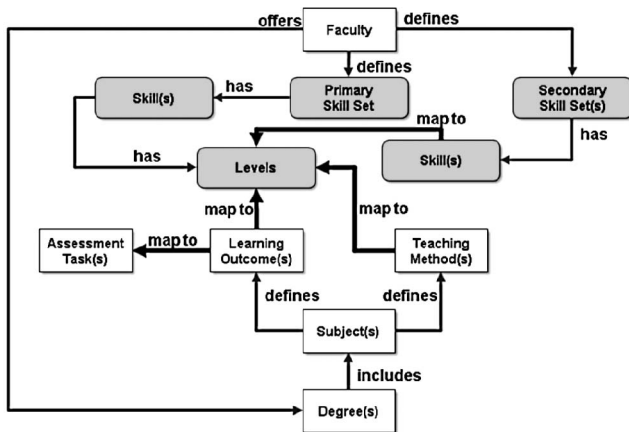 offers
Faculty
defines
defines
Skill(s)
has
Primary
Skill Set
Secondary
Skill Set(s)
map to
has
has
Levels
Skill(s)
map to
map to
Assessment
Task(s)
map to
Learning
Outcome(s)
Teaching
Method(s)
defines
defines
Subject(s)
includes
Degree(s)